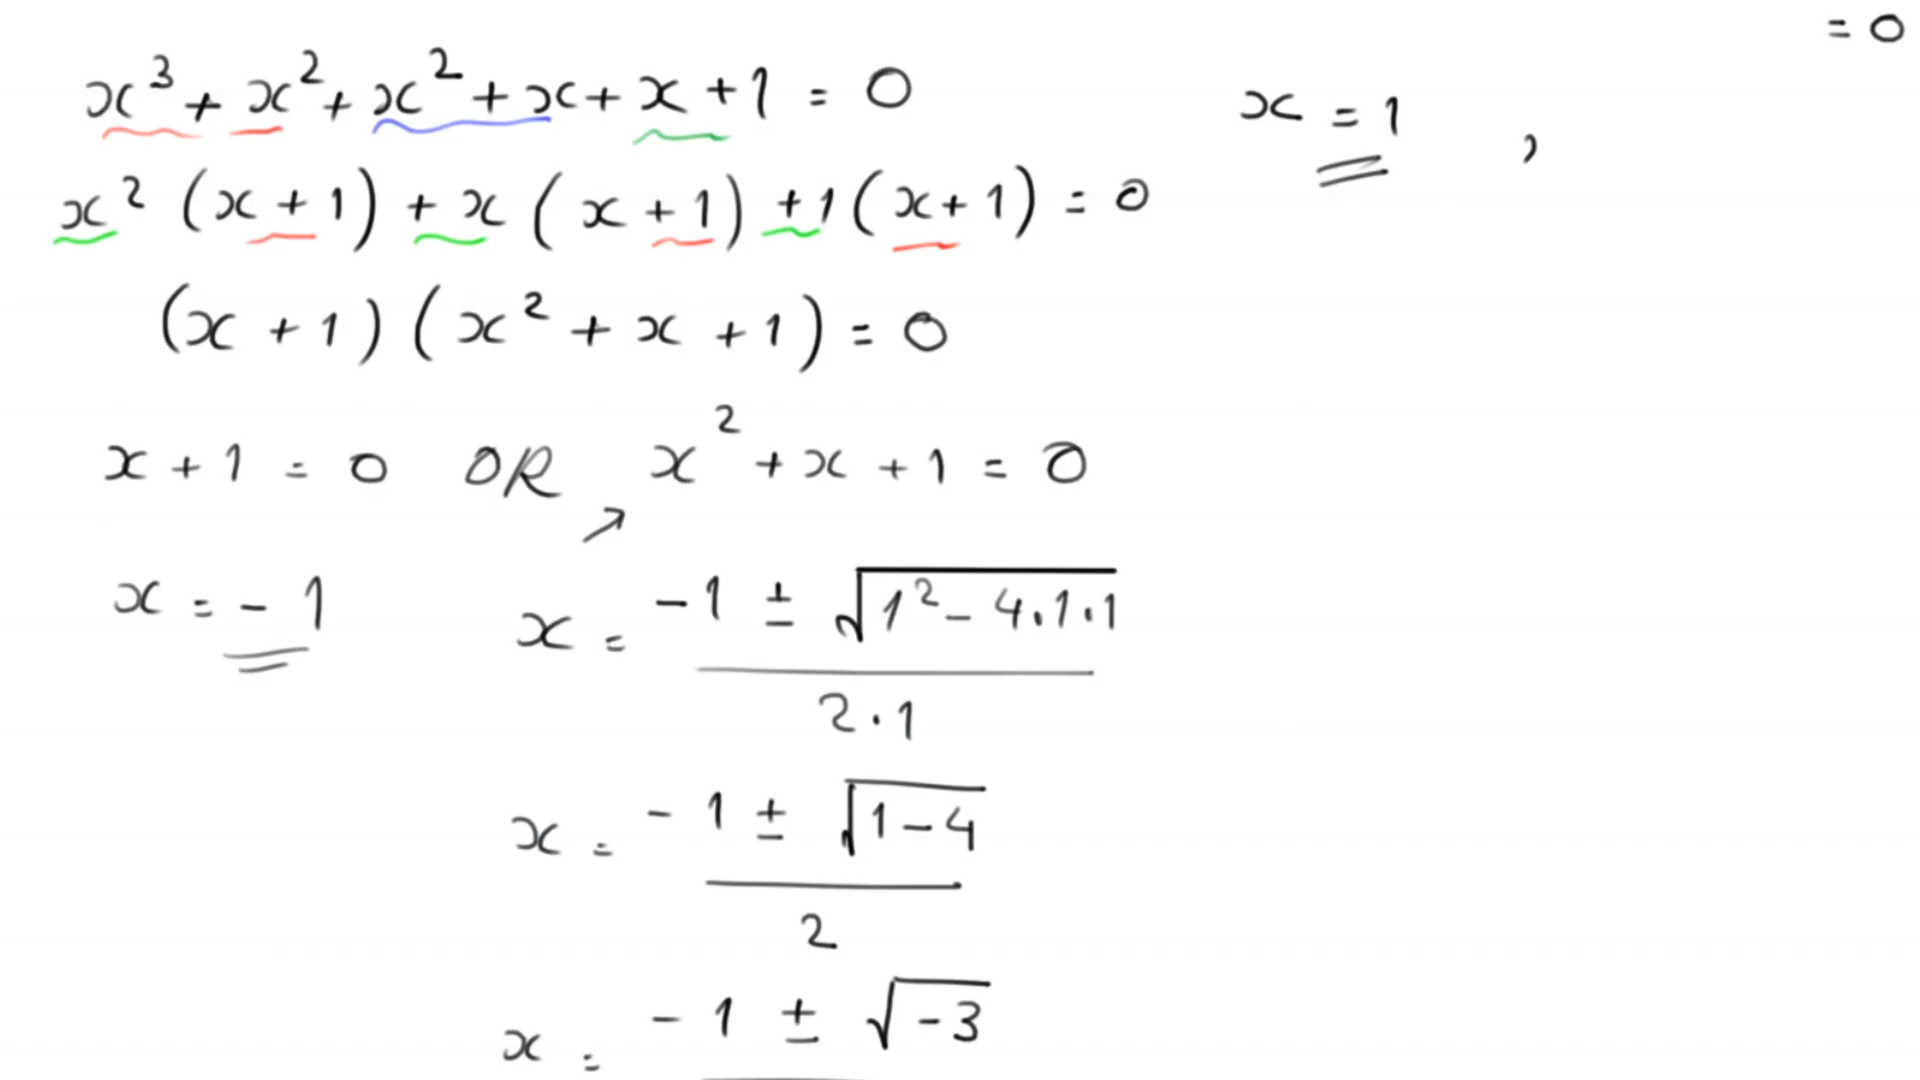 = 0
x³ + x² + x² + x + x + 1 = 0
x = 1 ,
x² (x + 1) + x (x + 1) + 1 (x + 1) = 0
(x + 1) (x² + x + 1) = 0
x + 1 = 0 OR x² + x + 1 = 0
x = - 1
x = (-1 ± √(1² - 4·1·1)) / (2·1)
x = (-1 ± √(1 - 4)) / 2
x = -1 ± √-3